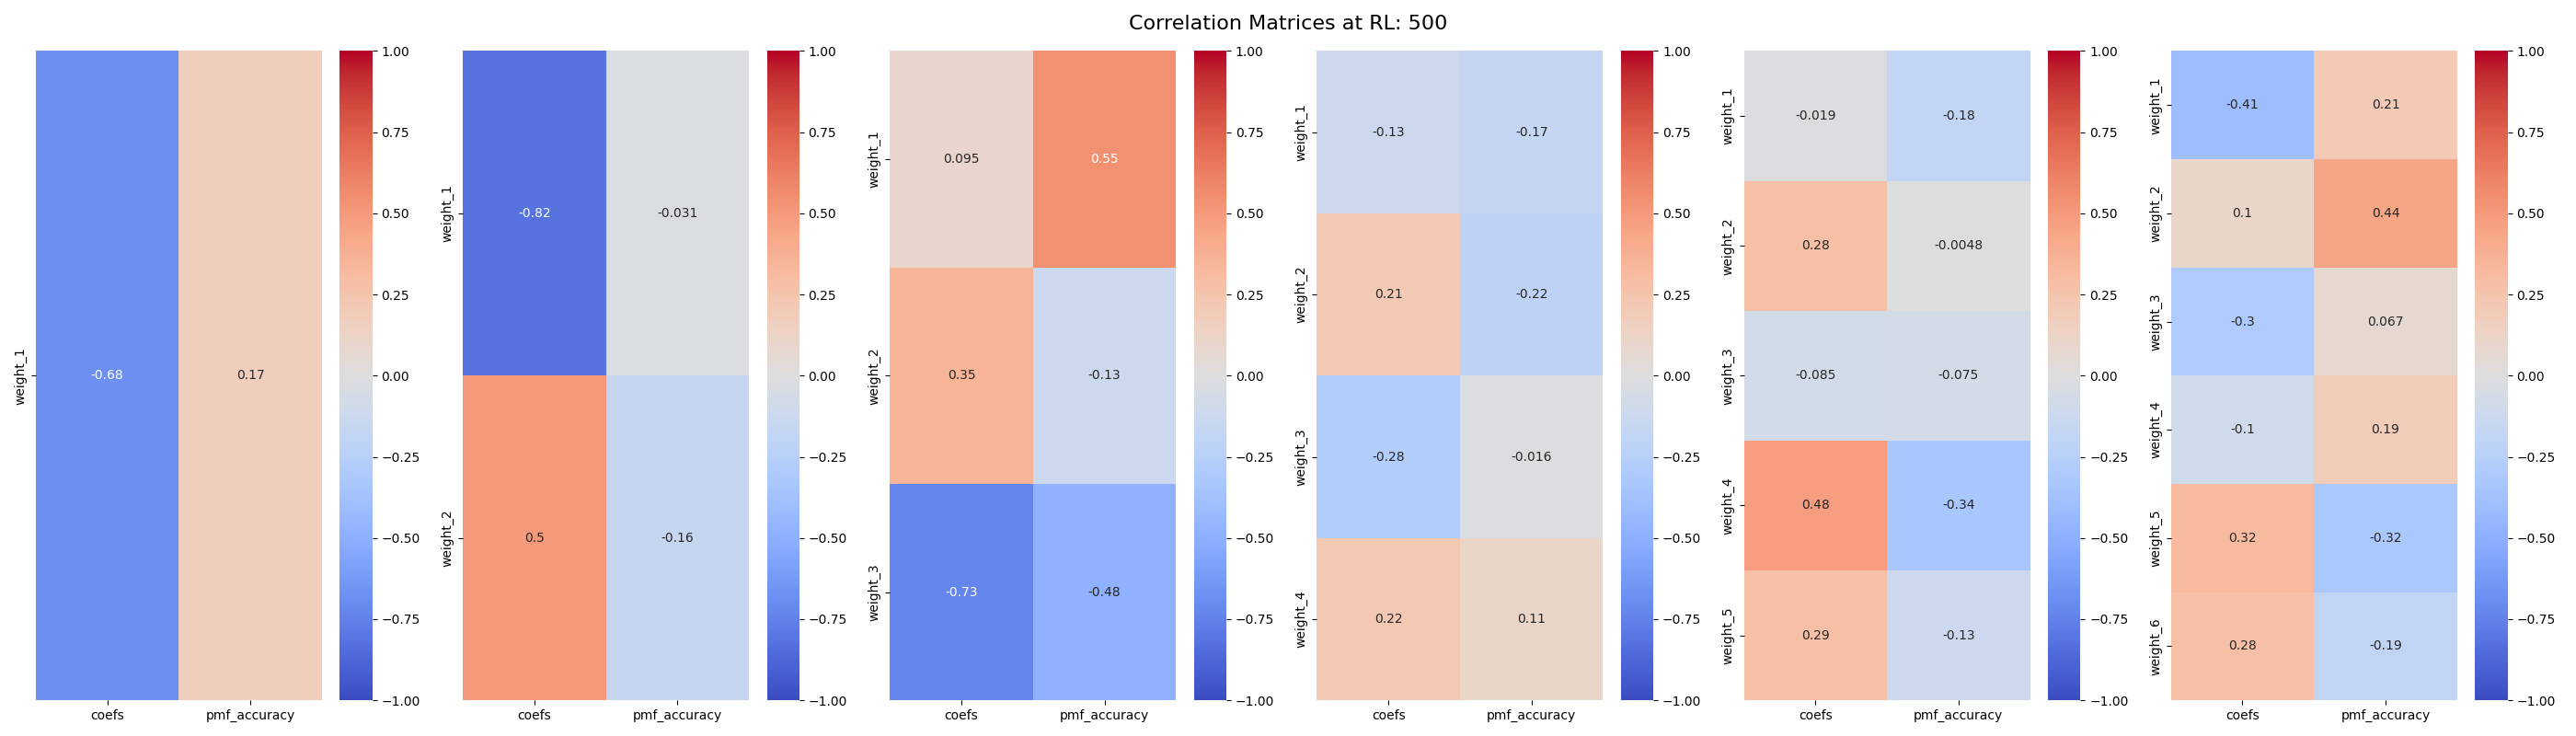 Correlation Matrices at RL: 500
weight_1
-0.68
0.17
coefs
pmf_accuracy
1.00
0.75
0.50
0.25
0.00
−0.25
−0.50
−0.75
−1.00
weight_1
-0.82
-0.031
weight_2
0.5
-0.16
coefs
pmf_accuracy
1.00
0.75
0.50
0.25
0.00
−0.25
−0.50
−0.75
−1.00
weight_1
0.095
0.55
weight_2
0.35
-0.13
weight_3
-0.73
-0.48
coefs
pmf_accuracy
1.00
0.75
0.50
0.25
0.00
−0.25
−0.50
−0.75
−1.00
weight_1
-0.13
-0.17
weight_2
0.21
-0.22
weight_3
-0.28
-0.016
weight_4
0.22
0.11
coefs
pmf_accuracy
1.00
0.75
0.50
0.25
0.00
−0.25
−0.50
−0.75
−1.00
weight_1
-0.019
-0.18
weight_2
0.28
-0.0048
weight_3
-0.085
-0.075
weight_4
0.48
-0.34
weight_5
0.29
-0.13
coefs
pmf_accuracy
1.00
0.75
0.50
0.25
0.00
−0.25
−0.50
−0.75
−1.00
weight_1
-0.41
0.21
weight_2
0.1
0.44
weight_3
-0.3
0.067
weight_4
-0.1
0.19
weight_5
0.32
-0.32
weight_6
0.28
-0.19
coefs
pmf_accuracy
1.00
0.75
0.50
0.25
0.00
−0.25
−0.50
−0.75
−1.00